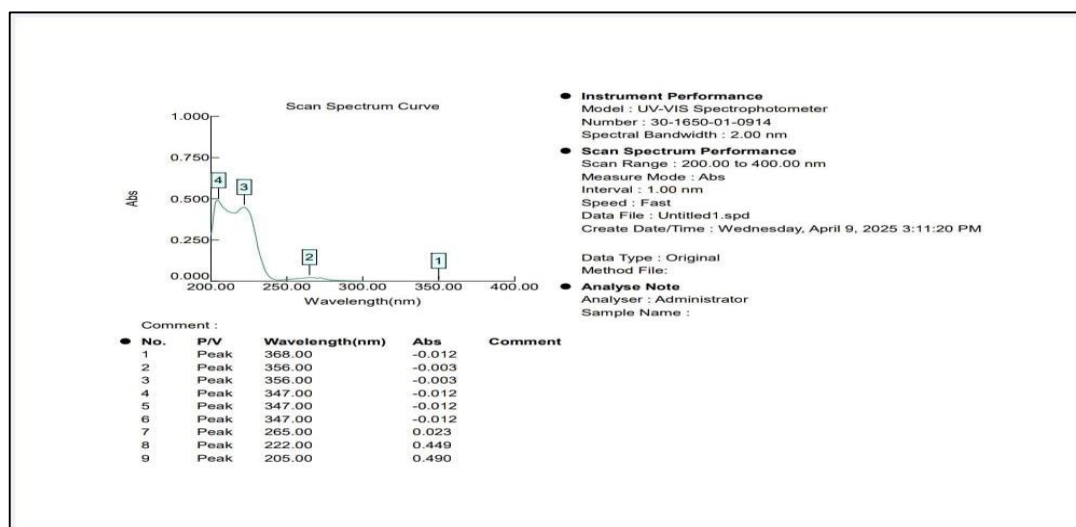 Scan Spectrum Curve
1.000
0.750
0.500
0.250
0.000
Abs
4
3
2
1
200.00 250.00 300.00 350.00 400.00
Wavelength(nm)
● Instrument Performance
Model : UV-VIS Spectrophotometer
Number : 30-1650-01-0914
Spectral Bandwidth : 2.00 nm
● Scan Spectrum Performance
Scan Range : 200.00 to 400.00 nm
Measure Mode : Abs
Interval : 1.00 nm
Speed : Fast
Data File : Untitled1.spd
Create Date/Time : Wednesday, April 9, 2025 3:11:20 PM
Data Type : Original
Method File:
● Analyse Note
Analyser : Administrator
Sample Name :
Comment :
● No. P/V Wavelength(nm) Abs Comment
1 Peak 368.00 -0.012
2 Peak 356.00 -0.003
3 Peak 356.00 -0.003
4 Peak 347.00 -0.012
5 Peak 347.00 -0.012
6 Peak 347.00 -0.012
7 Peak 265.00 0.023
8 Peak 222.00 0.449
9 Peak 205.00 0.490